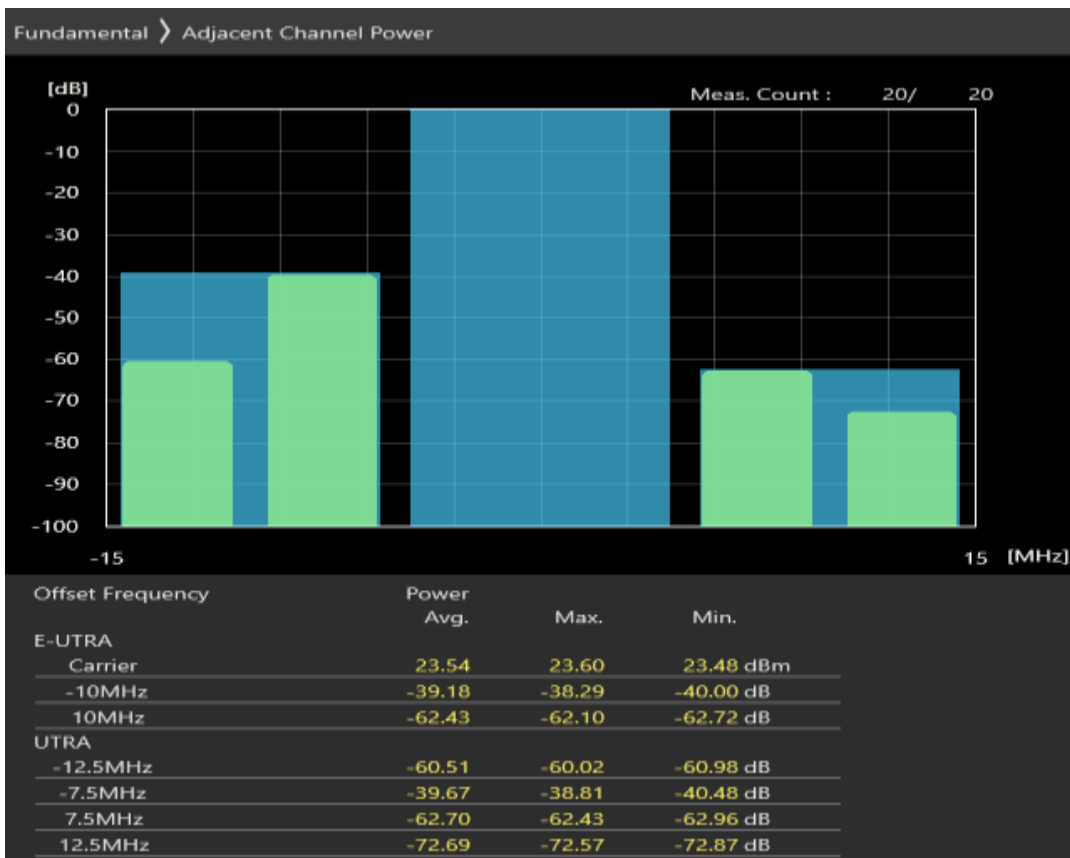 Fundamental 〉 Adjacent Channel Power
[dB]
Meas. Count : 20/ 20
0
-10
-20
-30
-40
-50
-60
-70
-80
-90
-100
-15 15 [MHz]
Offset Frequency Power
Avg. Max. Min.
E-UTRA
Carrier 23.54 23.60 23.48 dBm
-10MHz -39.18 -38.29 -40.00 dB
10MHz -62.43 -62.10 -62.72 dB
UTRA
-12.5MHz -60.51 -60.02 -60.98 dB
-7.5MHz -39.67 -38.81 -40.48 dB
7.5MHz -62.70 -62.43 -62.96 dB
12.5MHz -72.69 -72.57 -72.87 dB